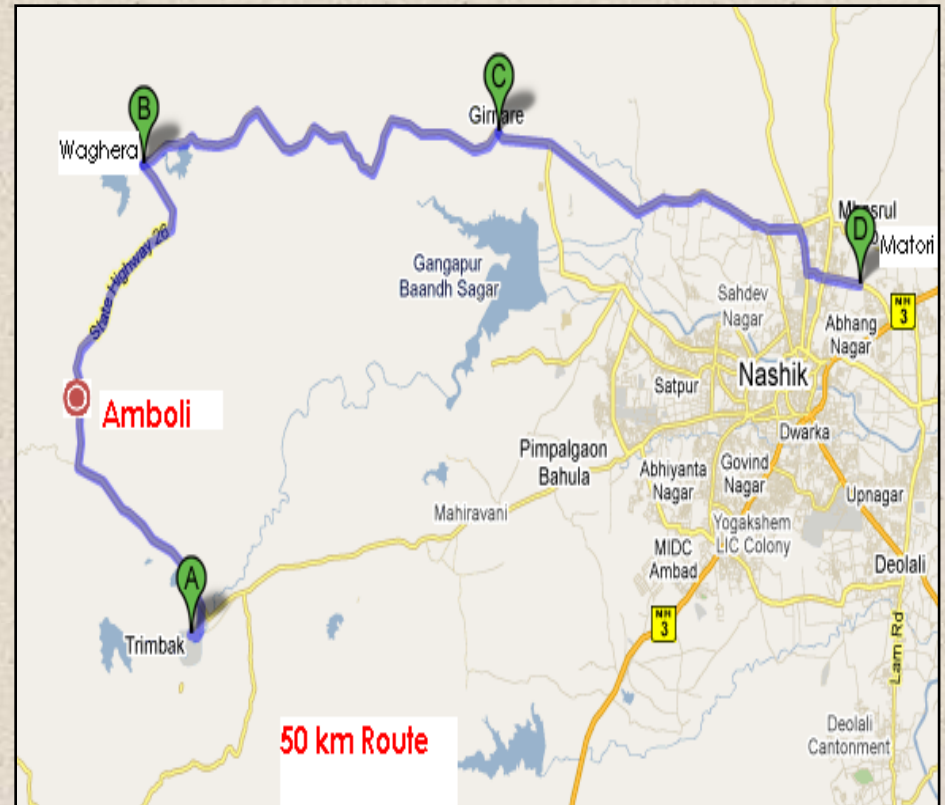 B
Waghera
C
Girnare
State Highway 26
Amboli
A
Trimbak
Gangapur
Baandh Sagar
Mhasrul
D
Matori
NH
3
Sahdev
Nagar
Abhang
Nagar
Satpur
Nashik
Dwarka
Pimpalgaon
Bahula
Abhiyanta
Nagar
Govind
Nagar
Upnagar
Mahiravani
Yogakshem
LIC Colony
MIDC
Ambad
Deolali
NH
3
Lam Rd
50 km Route
Deolali
Cantonment